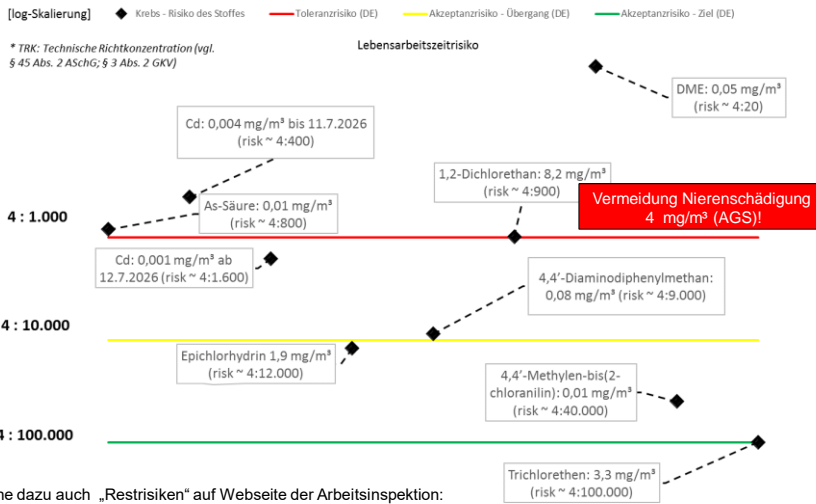 [log-Skalierung]
Krebs - Risiko des Stoffes
Toleranzrisiko (DE)
Akzeptanzrisiko - Übergang (DE)
Akzeptanzrisiko - Ziel (DE)
* TRK: Technische Richtkonzentration (vgl.
§ 45 Abs. 2 ASchG; § 3 Abs. 2 GKV)
Lebensarbeitszeitrisiko
DME: 0,05 mg/m³
(risk ~ 4:20)
Cd: 0,004 mg/m³ bis 11.7.2026
(risk ~ 4:400)
1,2-Dichlorethan: 8,2 mg/m³
(risk ~ 4:900)
Vermeidung Nierenschädigung
4 mg/m³ (AGS)!
As-Säure: 0,01 mg/m³
(risk ~ 4:800)
4 : 1.000
Cd: 0,001 mg/m³ ab
12.7.2026 (risk ~ 4:1.600)
4,4'-Diaminodiphenylmethan:
0,08 mg/m³ (risk ~ 4:9.000)
4 : 10.000
Epichlorhydrin 1,9 mg/m³
(risk ~ 4:12.000)
4,4'-Methylen-bis(2-
chloranilin): 0,01 mg/m³
(risk ~ 4:40.000)
4 : 100.000
Trichlorethen: 3,3 mg/m³
(risk ~ 4:100.000)
dazu auch „Restrisiken" auf Webseite der Arbeitsinspektion: